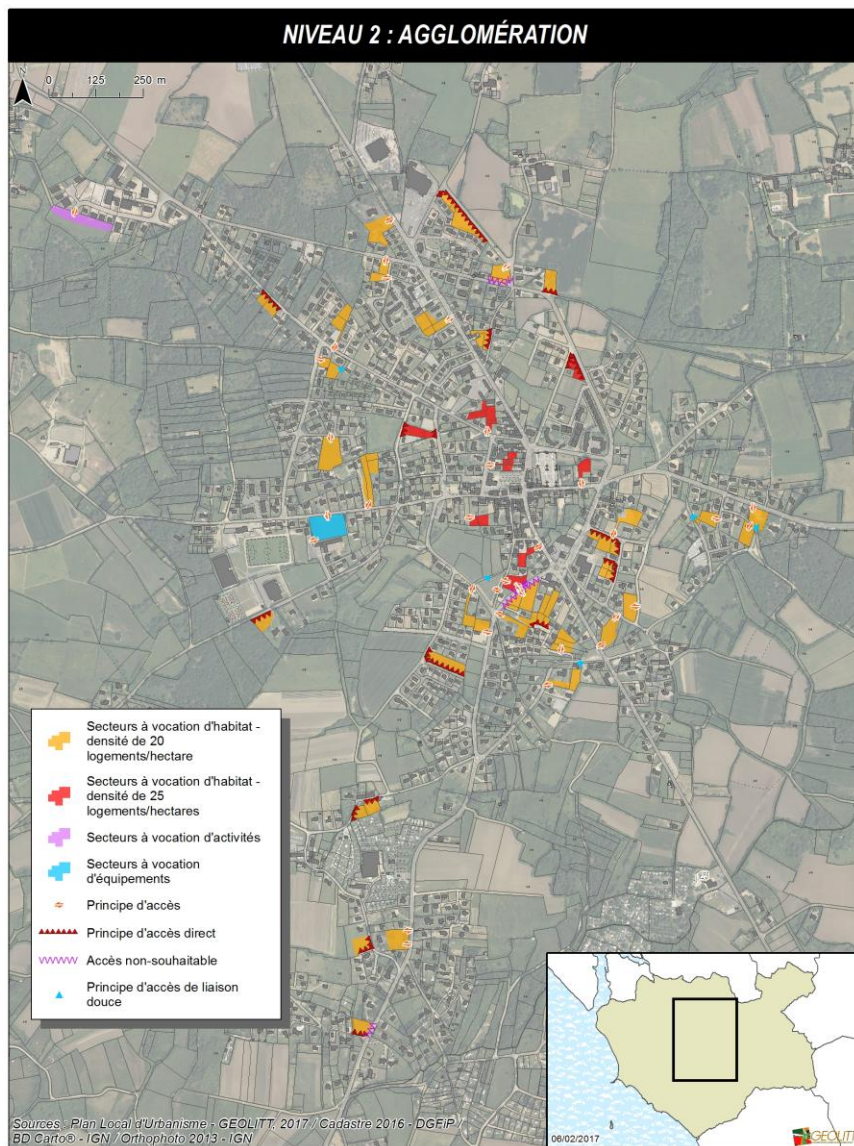 NIVEAU 2 : AGGLOMÉRATION
0 125 250 m
Secteurs à vocation d'habitat -
densité de 20
logements/hectare
Secteurs à vocation d'habitat -
densité de 25
logements/hectares
Secteurs à vocation d'activités
Secteurs à vocation
d'équipements
Principe d'accès
Principe d'accès direct
Accès non-souhaitable
Principe d'accès de liaison
douce
Sources : Plan Local d'Urbanisme - GEOLITT, 2017 / Cadastre 2016 - DGFiP
BD Carto® - IGN / Orthophoto 2013 - IGN
06/02/2017
GEOLITT